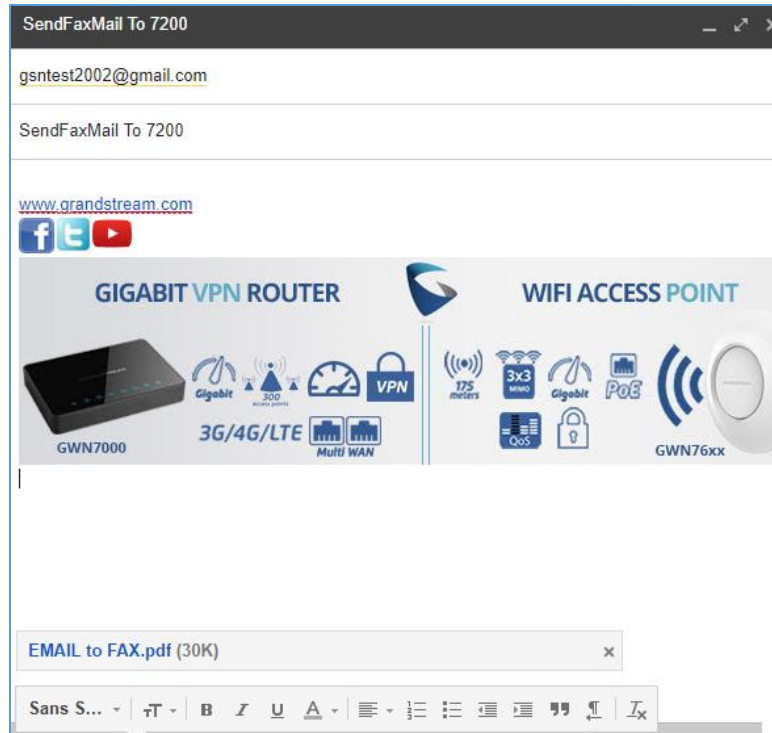 SendFaxMail To 7200
gsntest2002@gmail.com
SendFaxMail To 7200
www.grandstream.com
GIGABIT VPN ROUTER
WIFI ACCESS POINT
Gigabit
300
Access points
VPN
175
meters
3x3
MIMO
Gigabit
PoE
3G/4G/LTE
Multi WAN
QoS
GWN7000
GWN76xx
EMAIL to FAX.pdf (30K)
Sans S...